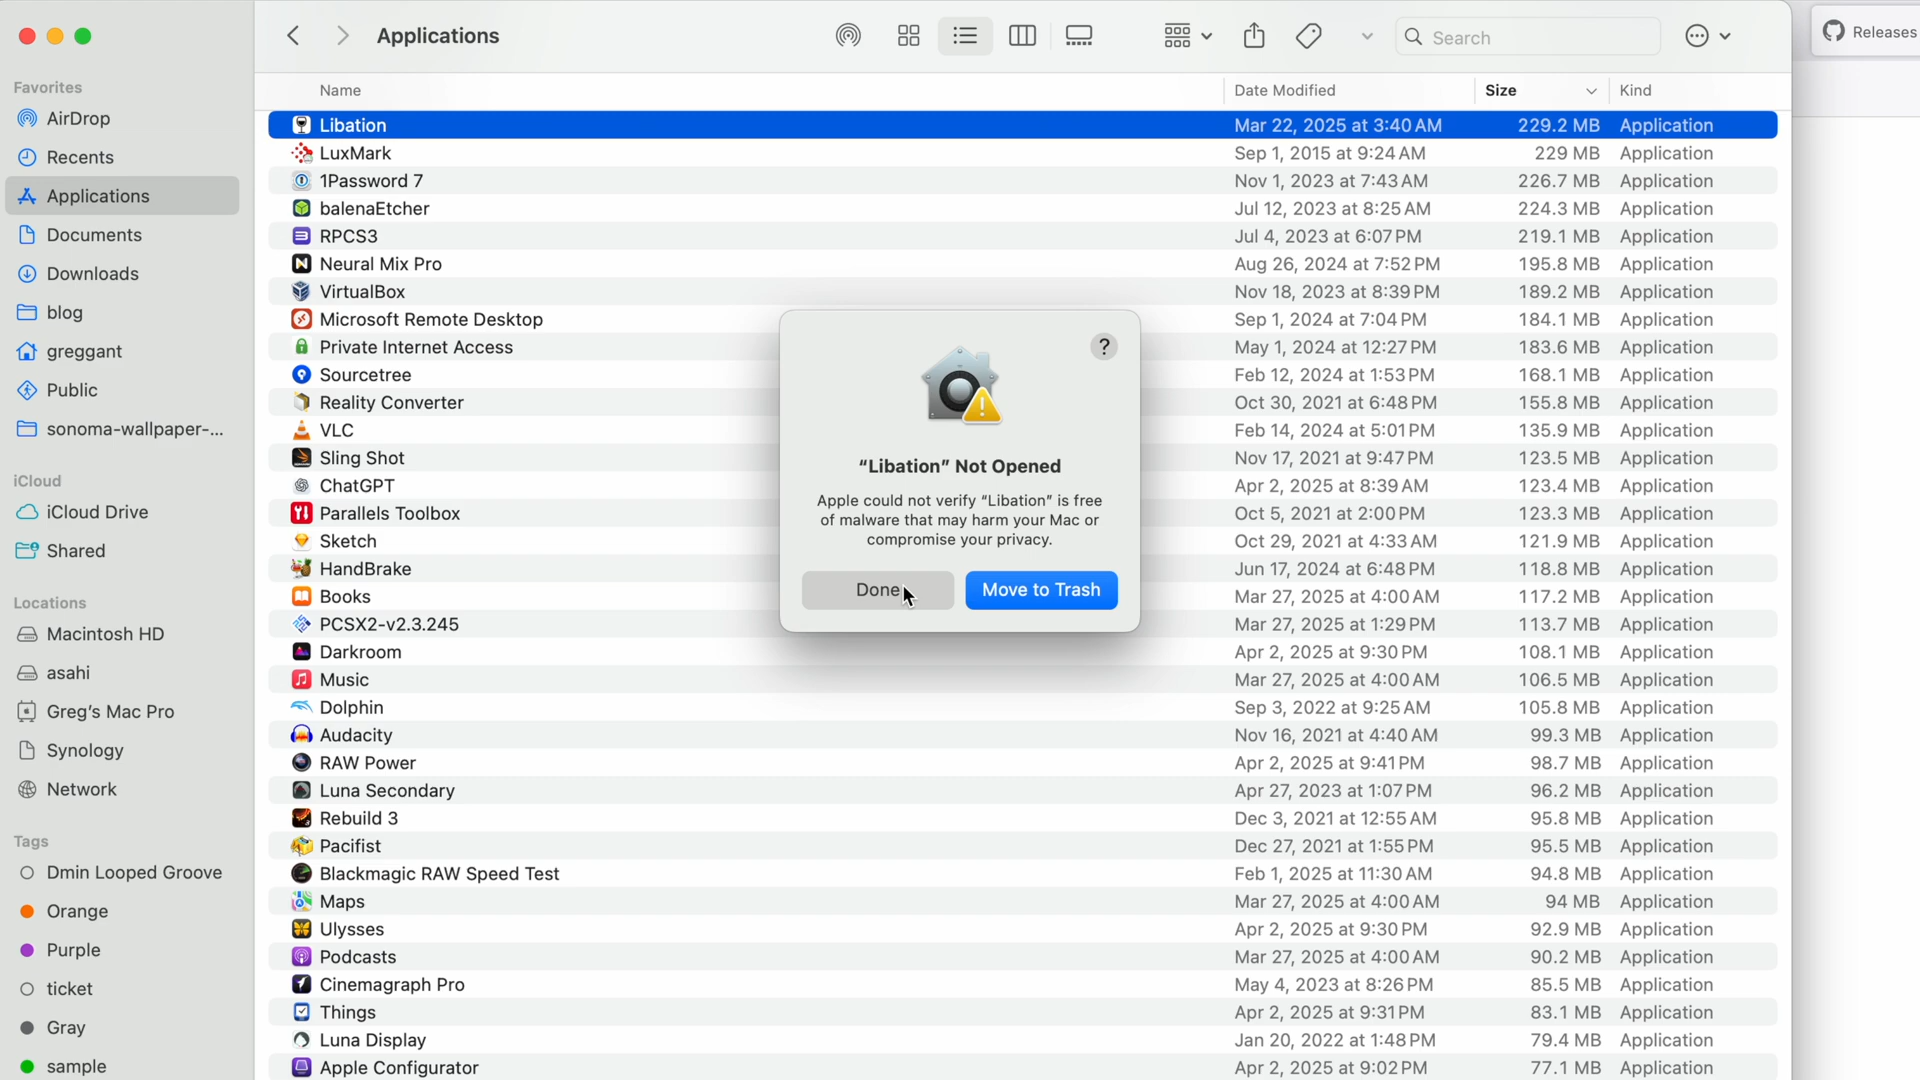 Applications
Search
Releases
Favorites
AirDrop
Recents
Applications
Documents
Downloads
blog
greggant
Public
sonoma-wallpaper-...
iCloud
iCloud Drive
Shared
Locations
Macintosh HD
asahi
Greg's Mac Pro
Synology
Network
Tags
Dmin Looped Groove
Orange
Purple
ticket
Gray
sample
Name Date Modified Size Kind
Libation Mar 22, 2025 at 3:40 AM 229.2 MB Application
LuxMark Sep 1, 2015 at 9:24 AM 229 MB Application
1Password 7 Nov 1, 2023 at 7:43 AM 226.7 MB Application
balenaEtcher Jul 12, 2023 at 8:25 AM 224.3 MB Application
RPCS3 Jul 4, 2023 at 6:07 PM 219.1 MB Application
Neural Mix Pro Aug 26, 2024 at 7:52 PM 195.8 MB Application
VirtualBox Nov 18, 2023 at 8:39 PM 189.2 MB Application
Microsoft Remote Desktop Sep 1, 2024 at 7:04 PM 184.1 MB Application
Private Internet Access May 1, 2024 at 12:27 PM 183.6 MB Application
Sourcetree Feb 12, 2024 at 1:53 PM 168.1 MB Application
Reality Converter Oct 30, 2021 at 6:48 PM 155.8 MB Application
VLC Feb 14, 2024 at 5:01 PM 135.9 MB Application
Sling Shot Nov 17, 2021 at 9:47 PM 123.5 MB Application
ChatGPT Apr 2, 2025 at 8:39 AM 123.4 MB Application
Parallels Toolbox Oct 5, 2021 at 2:00 PM 123.3 MB Application
Sketch Oct 29, 2021 at 4:33 AM 121.9 MB Application
HandBrake Jun 17, 2024 at 6:48 PM 118.8 MB Application
Books Mar 27, 2025 at 4:00 AM 117.2 MB Application
PCSX2-v2.3.245 Mar 27, 2025 at 1:29 PM 113.7 MB Application
Darkroom Apr 2, 2025 at 9:30 PM 108.1 MB Application
Music Mar 27, 2025 at 4:00 AM 106.5 MB Application
Dolphin Sep 3, 2022 at 9:25 AM 105.8 MB Application
Audacity Nov 16, 2021 at 4:40 AM 99.3 MB Application
RAW Power Apr 2, 2025 at 9:41 PM 98.7 MB Application
Luna Secondary Apr 27, 2023 at 1:07 PM 96.2 MB Application
Rebuild 3 Dec 3, 2021 at 12:55 AM 95.8 MB Application
Pacifist Dec 27, 2021 at 1:55 PM 95.5 MB Application
Blackmagic RAW Speed Test Feb 1, 2025 at 11:30 AM 94.8 MB Application
Maps Mar 27, 2025 at 4:00 AM 94 MB Application
Ulysses Apr 2, 2025 at 9:30 PM 92.9 MB Application
Podcasts Mar 27, 2025 at 4:00 AM 90.2 MB Application
Cinemagraph Pro May 4, 2023 at 8:26 PM 85.5 MB Application
Things Apr 2, 2025 at 9:31 PM 83.1 MB Application
Luna Display Jan 20, 2022 at 1:48 PM 79.4 MB Application
Apple Configurator Apr 2, 2025 at 9:02 PM 77.1 MB Application
?
“Libation” Not Opened
Apple could not verify “Libation” is free
of malware that may harm your Mac or
compromise your privacy.
Done Move to Trash